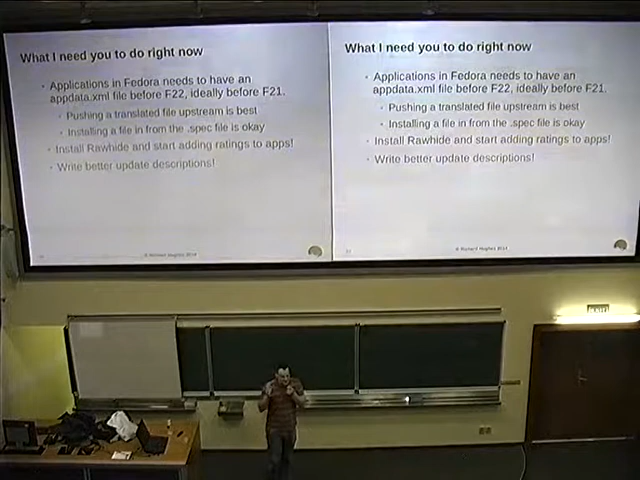 What I need you to do right now
Applications in Fedora needs to have an
appdata.xml file before F22, ideally before F21.
Pushing a translated file upstream is best
Installing a file in from the .spec file is okay
Install Rawhide and start adding ratings to apps!
Write better update descriptions!
© Richard Hughes 2014
What I need you to do right now
Applications in Fedora needs to have an
appdata.xml file before F22, ideally before F21.
Pushing a translated file upstream is best
Installing a file in from the .spec file is okay
Install Rawhide and start adding ratings to apps!
Write better update descriptions!
© Richard Hughes 2014